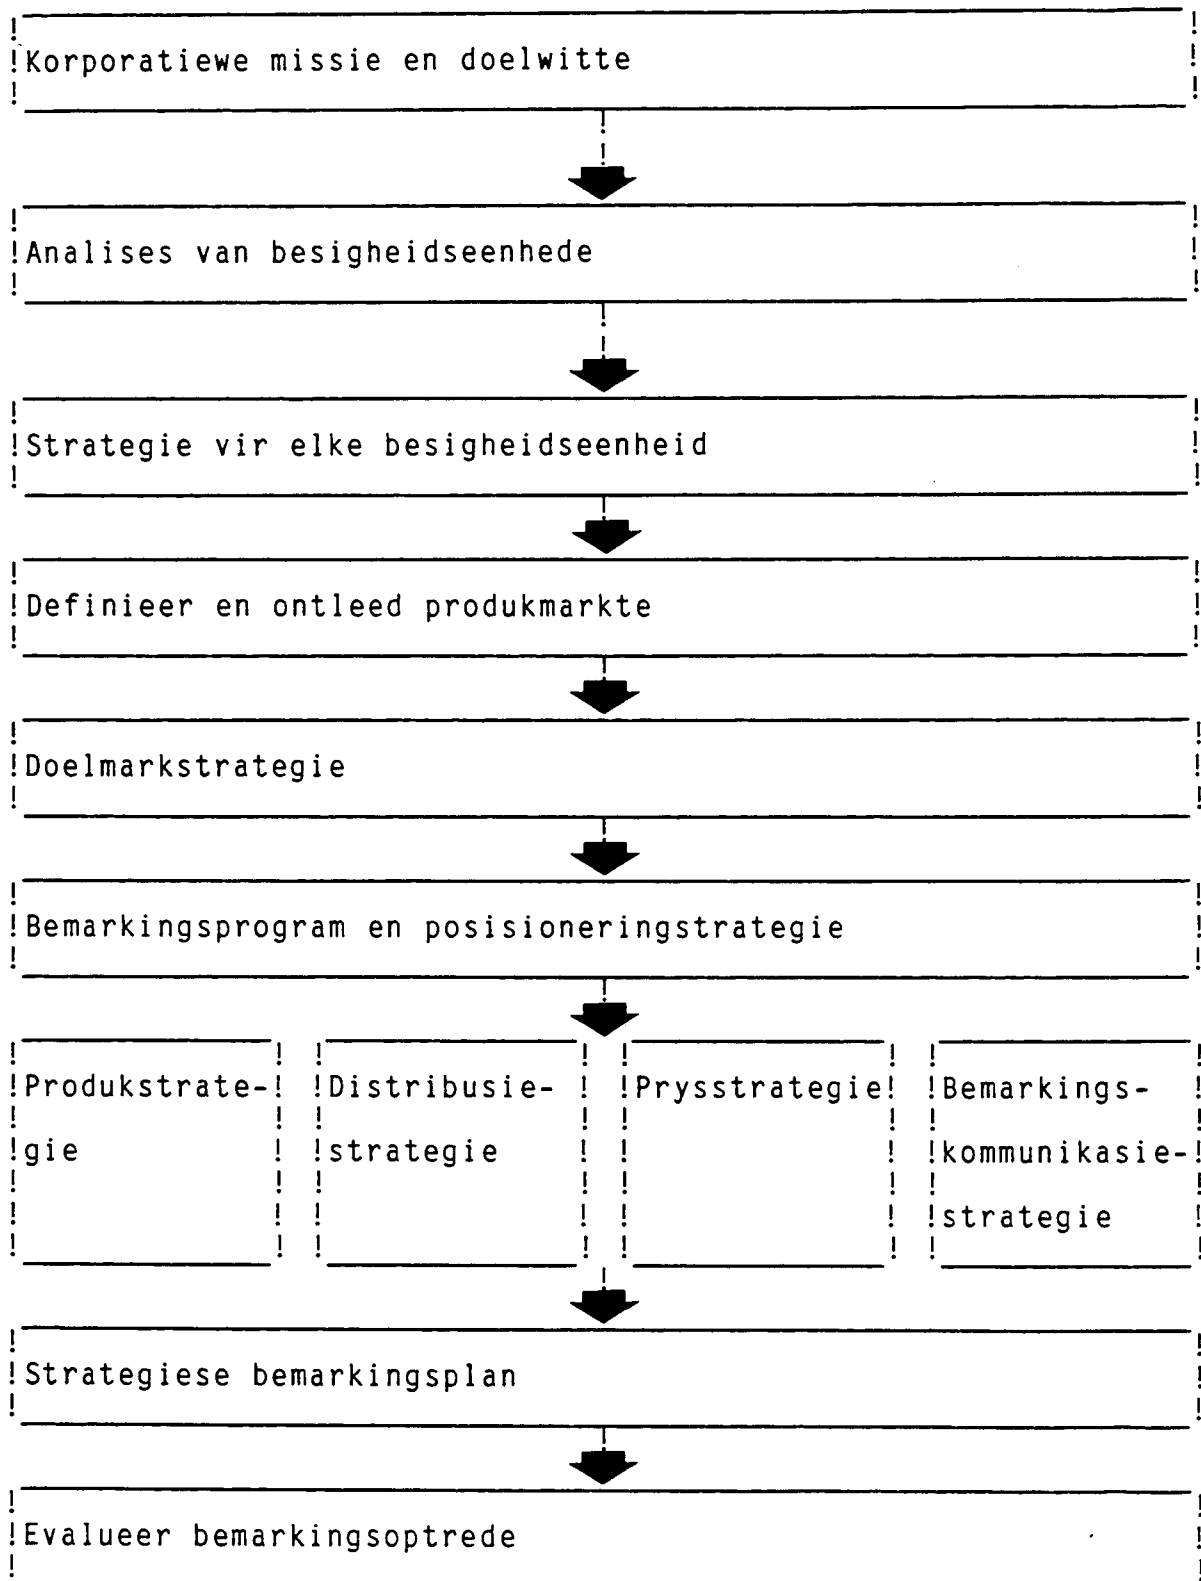 Korporatiewe missie en doelwitte
Analises van besigheidseenhede
Strategie vir elke besigheidseenheid
Definieer en ontleed produkmarkte
Doelmarkstrategie
Bemarkingsprogram en posisioneringstrategie
Produkstrate-
gie
Distribusie-
strategie
Prysstrategie
Bemarkings-
kommunikasie-
strategie
Strategiese bemarkingsplan
Evalueer bemarkingsoptrede